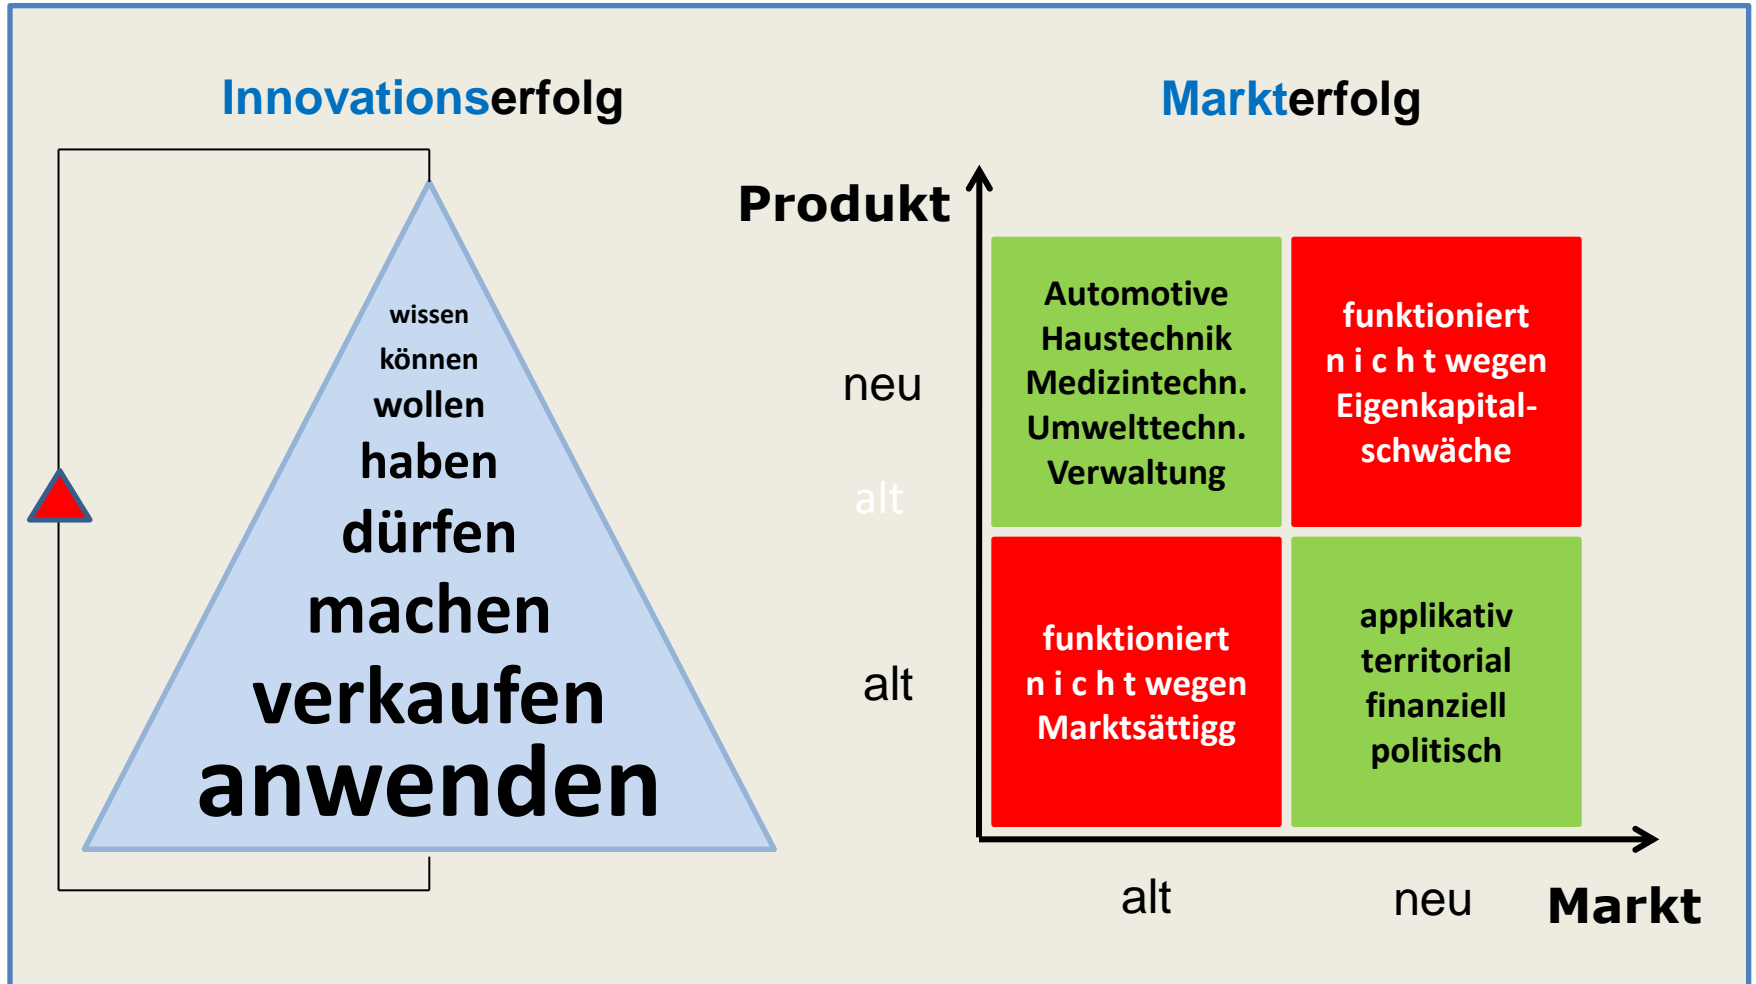 Innovationserfolg
wissen
können
wollen
haben
dürfen
machen
verkaufen
anwenden
Markterfolg
Produkt
neu
alt
alt
Automotive
Haustechnik
Medizintechn.
Umwelttechn.
Verwaltung
funktioniert
n i c h t wegen
Eigenkapital-
schwäche
funktioniert
n i c h t wegen
Marktsättigg
applikativ
territorial
finanziell
politisch
alt
neu
Markt